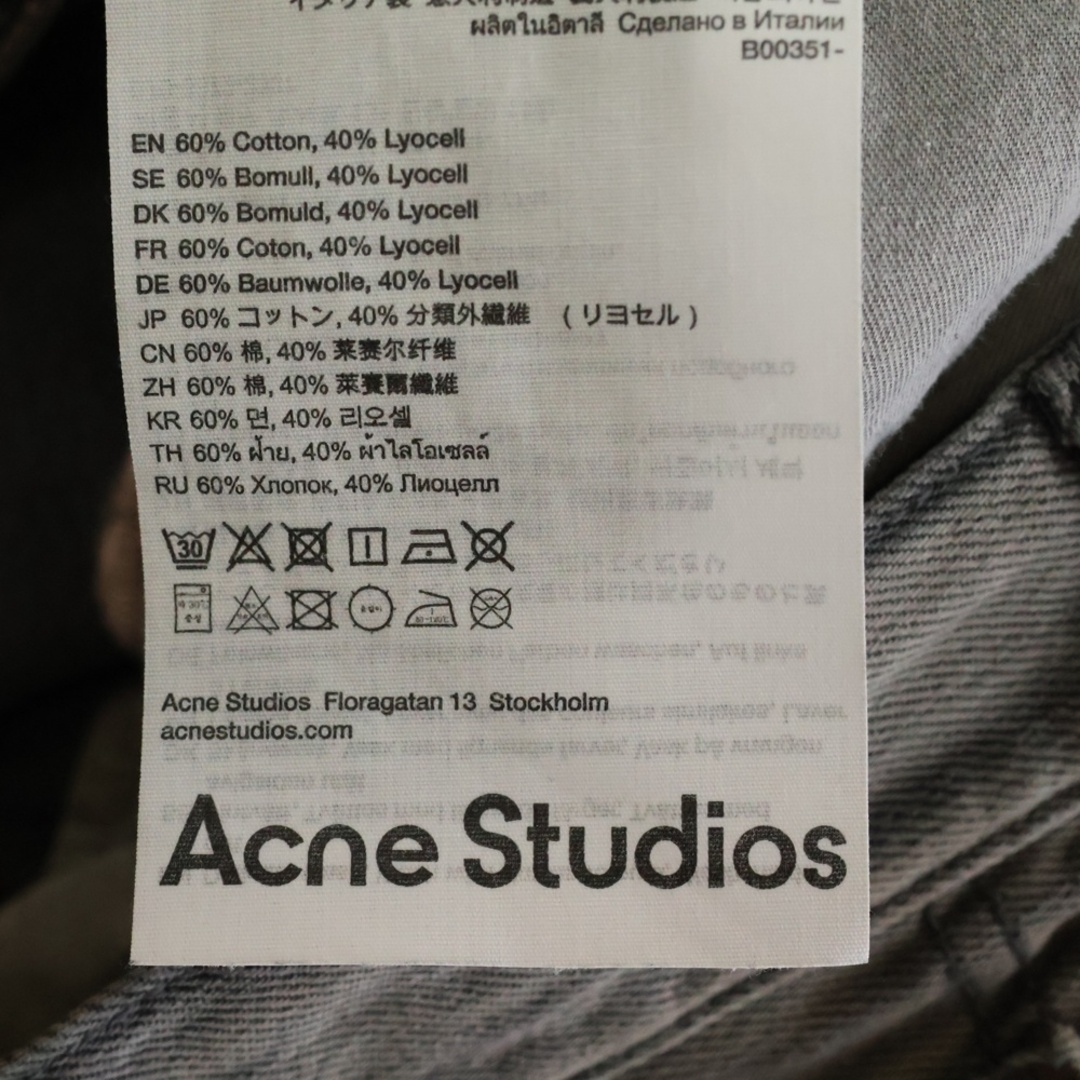 ผลิตในอิตาลี Сделано в Италии
B00351-
EN 60% Cotton, 40% Lyocell
SE 60% Bomull, 40% Lyocell
DK 60% Bomuld, 40% Lyocell
FR 60% Coton, 40% Lyocell
DE 60% Baumwolle, 40% Lyocell
JP 60% コットン, 40% 分類外繊維 (リヨセル)
CN 60% 棉, 40% 莱赛尔纤维
ZH 60% 棉, 40% 萊賽爾纖維
KR 60% 면, 40% 리오셀
TH 60% ฝ้าย, 40% ผ้าไลโอเซลล์
RU 60% Хлопок, 40% Лиоцелл
30
Acne Studios Floragatan 13 Stockholm
acnestudios.com
Acne Studios